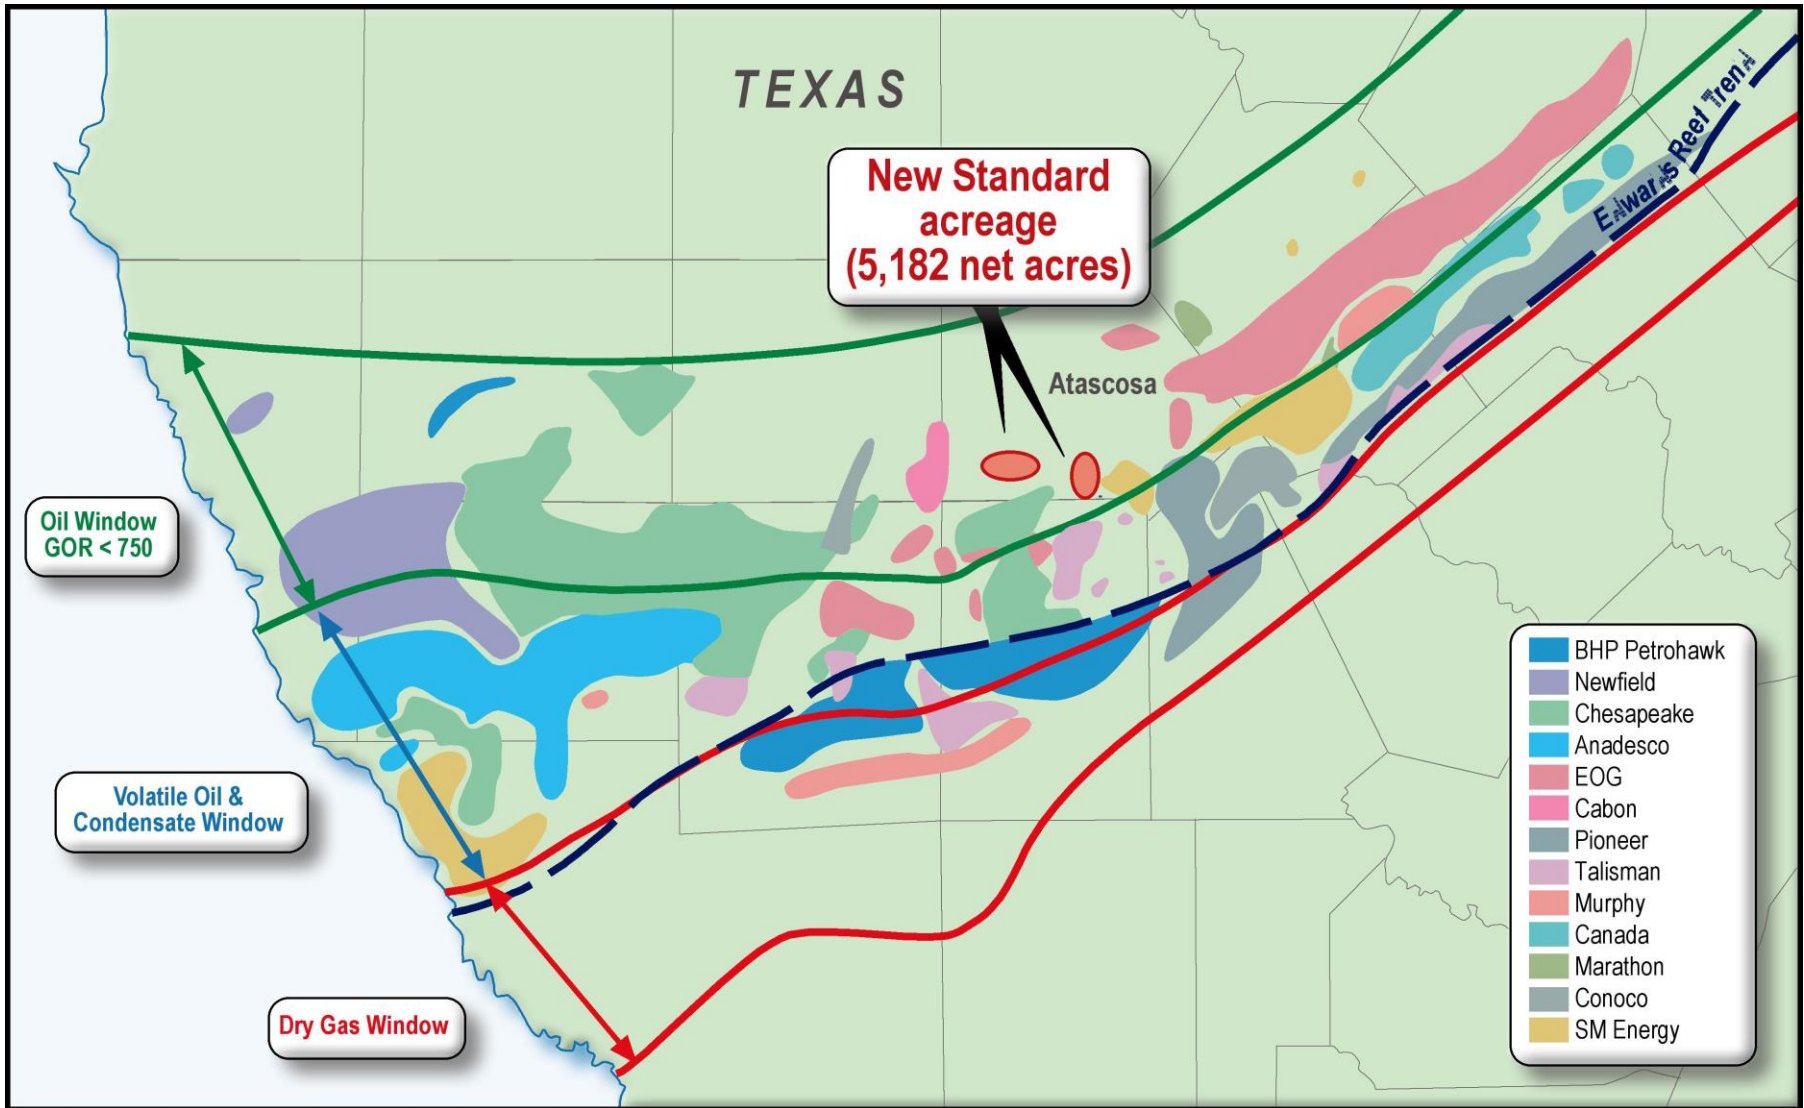 TEXAS
New Standard
acreage
(5,182 net acres)
Atascosa
Reef Trend
Oil Window
GOR < 750
Volatile Oil &
Condensate Window
Dry Gas Window
BHP Petrohawk
Newfield
Chesapeake
Anadesco
EOG
Cabon
Pioneer
Talisman
Murphy
Canada
Marathon
Conoco
SM Energy